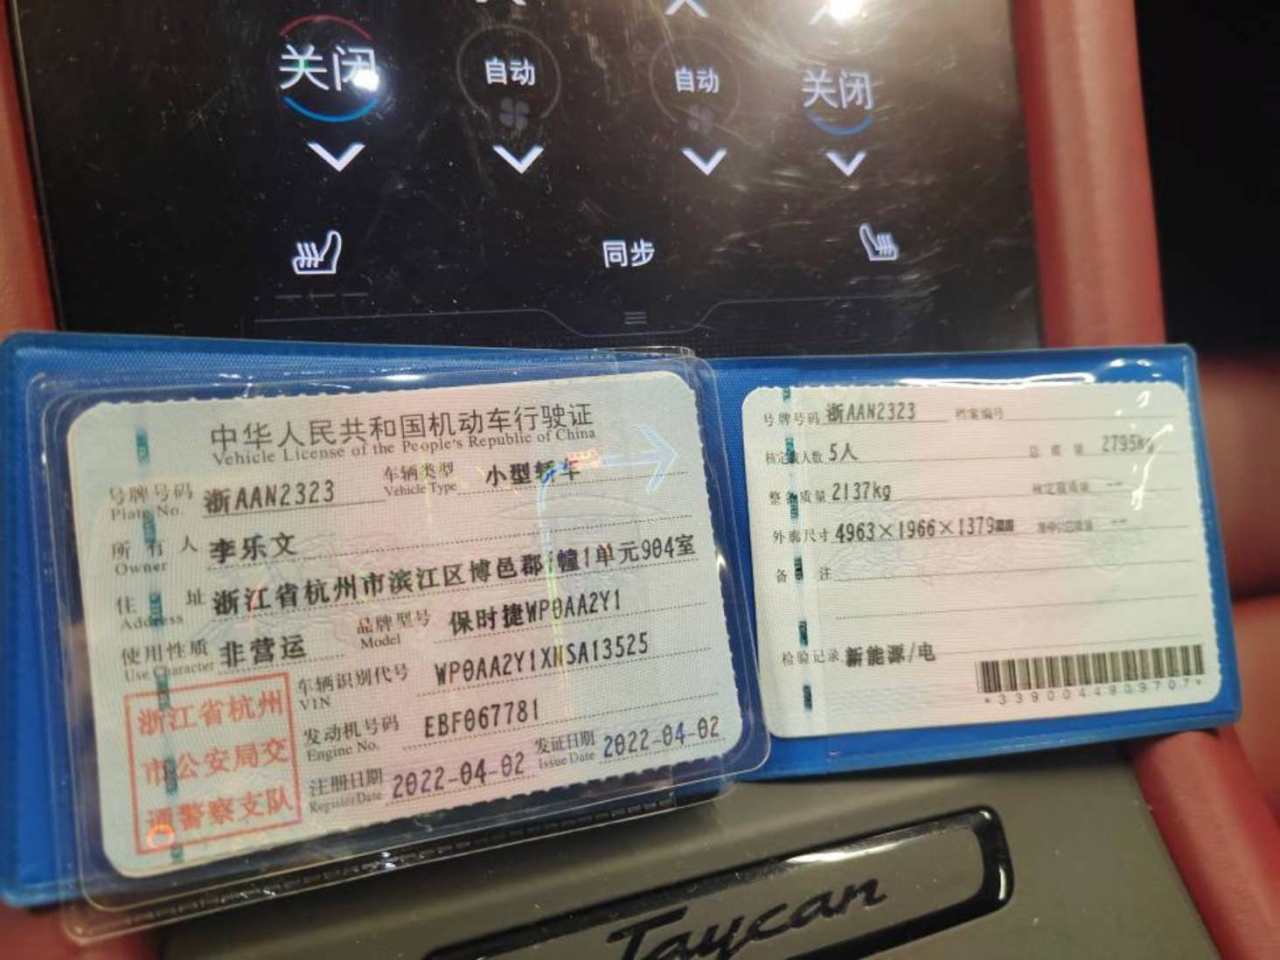 关闭
自动
自动
关闭
同步
中华人民共和国机动车行驶证
Vehicle License of the People's Republic of China
号牌号码 浙AAN2323 车辆类型 小型轿车
Plate No. Vehicle Type
所有人 李乐文
Owner
住址 浙江省杭州市滨江区博邑郡 幢1单元904室
Address
使用性质 非营运 品牌型号 保时捷WP0AA2Y1
Use Character Model
车辆识别代号 WP0AA2Y1XNSA13525
VIN
发动机号码 EBF067781
Engine No.
注册日期 2022-04-02 发证日期 2022-04-02
Register Date Issue Date
浙江省杭州
市公安局交
通警察支队
号牌号码 浙AAN2323 档案编号
核定载人数 5人 总质量 2795kg
整备质量 2137kg 核定载质量 --
外廓尺寸 4963×1966×1379 --
备注
检验记录 新能源/电
*3390044809707*
Taycan